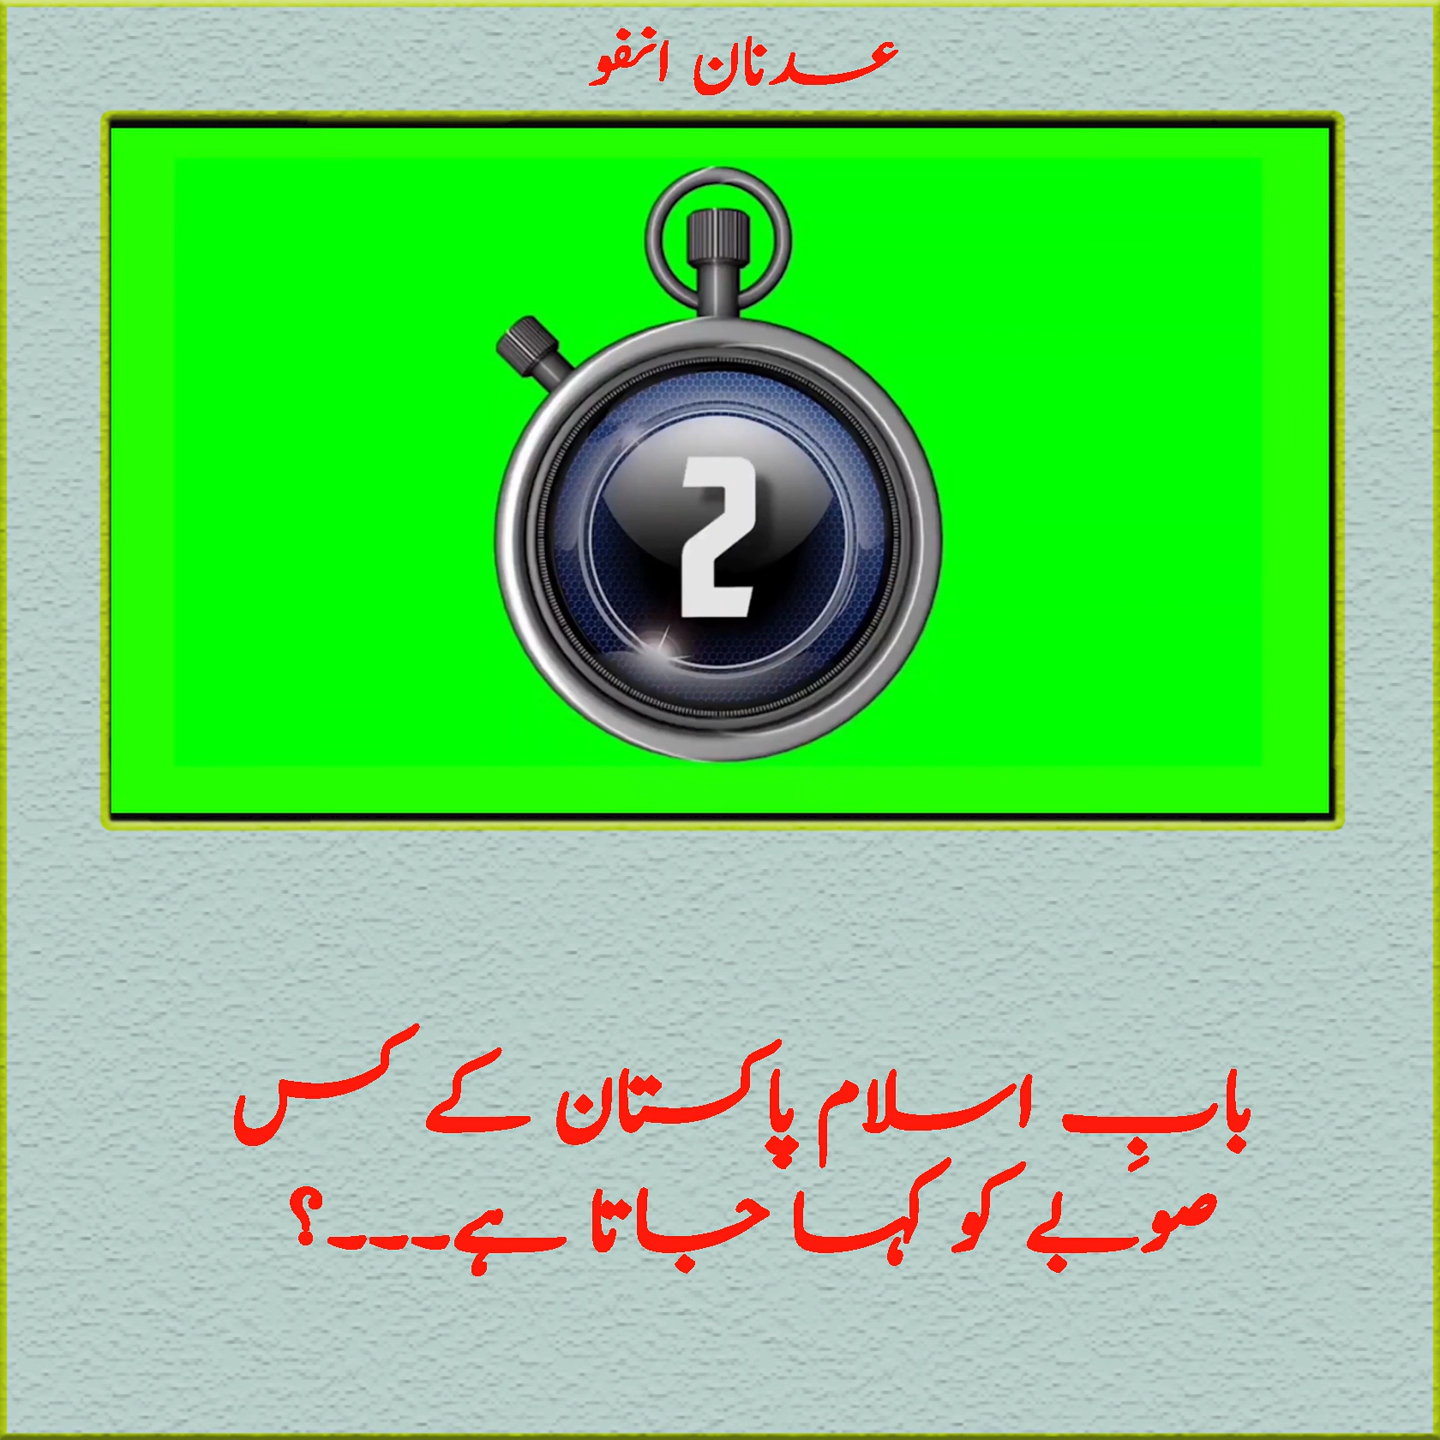 عدنان انفو
2
بابِ اسلام پاکستان کے کس
صوبے کو کہا جاتا ہے۔۔۔؟